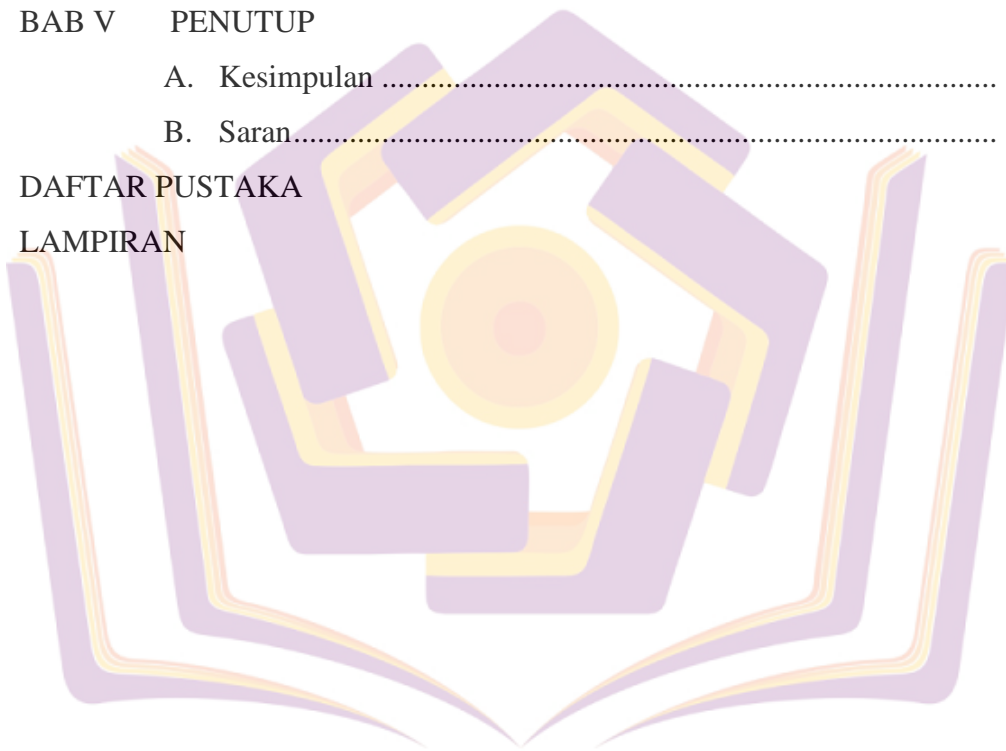 BAB V PENUTUP
A. Kesimpulan ............................................................................
B. Saran.......................................................................................
DAFTAR PUSTAKA
LAMPIRAN